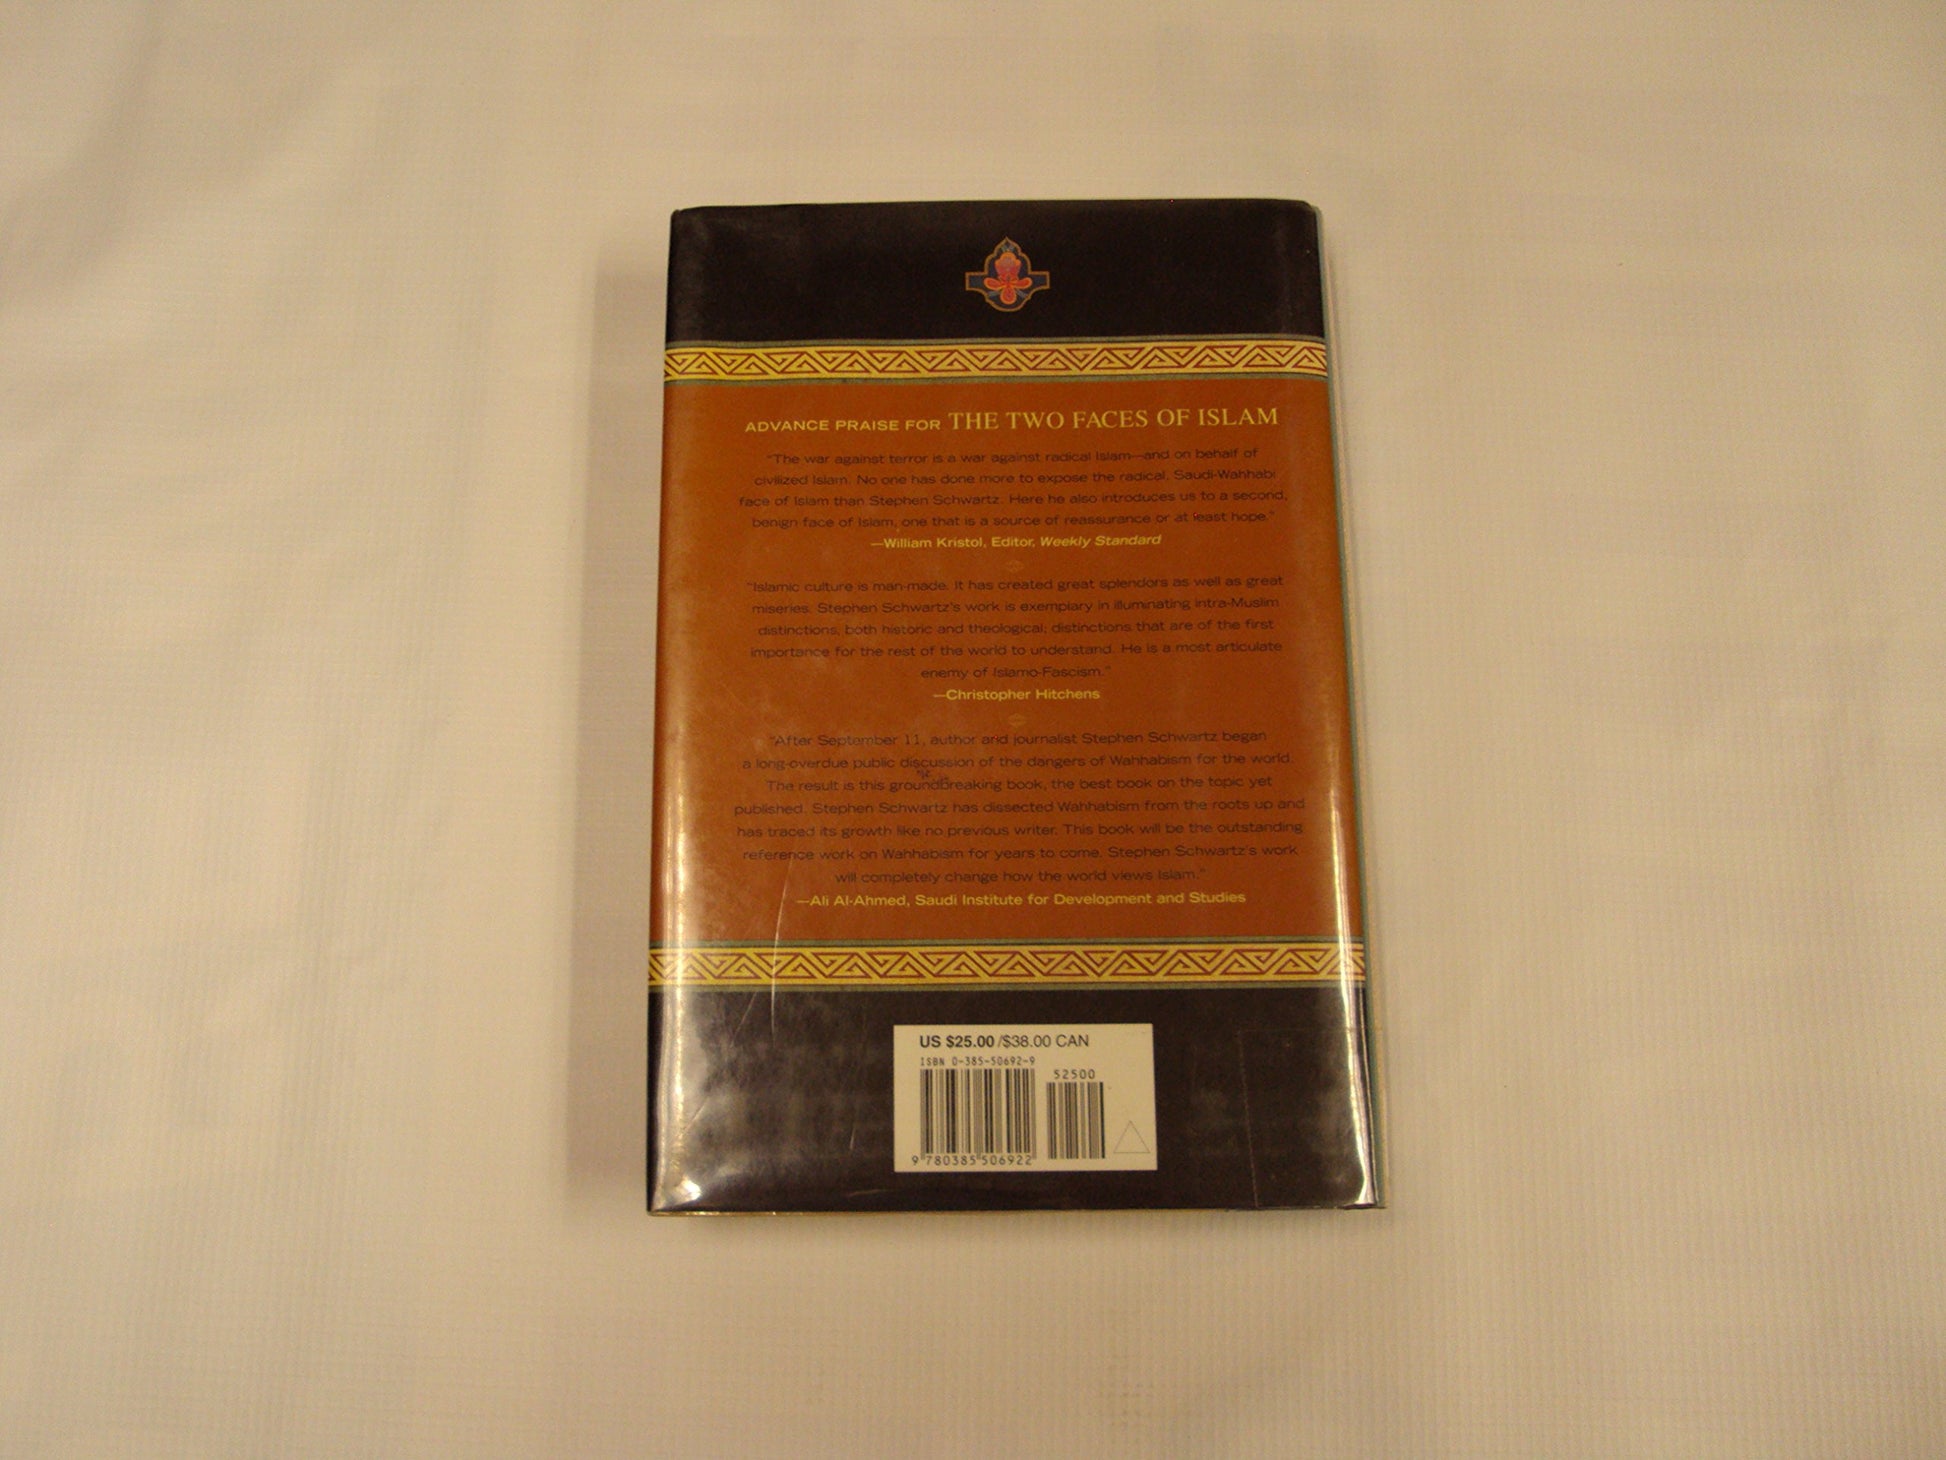 ADVANCE PRAISE FOR THE TWO FACES OF ISLAM
"The war against terror is a war against radical Islam—and on behalf of
civilized Islam. No one has done more to expose the radical, Saudi-Wahhabi
face of Islam than Stephen Schwartz. Here he also introduces us to a second,
benign face of Islam, one that is a source of reassurance or at least hope."
—William Kristol, Editor, Weekly Standard
"Islamic culture is man-made. It has created great splendors as well as great
miseries. Stephen Schwartz's work is exemplary in illuminating intra-Muslim
distinctions, both historic and theological; distinctions that are of the first
importance for the rest of the world to understand. He is a most articulate
enemy of Islamo-Fascism."
—Christopher Hitchens
"After September 11, author and journalist Stephen Schwartz began
a long-overdue public discussion of the dangers of Wahhabism for the world.
The result is this groundbreaking book, the best book on the topic yet
published. Stephen Schwartz has dissected Wahhabism from the roots up and
has traced its growth like no previous writer. This book will be the outstanding
reference work on Wahhabism for years to come. Stephen Schwartz's work
will completely change how the world views Islam."
—Ali Al-Ahmed, Saudi Institute for Development and Studies
US $25.00/$38.00 CAN
ISBN 0-385-50692-9
52500
9 780385 506922